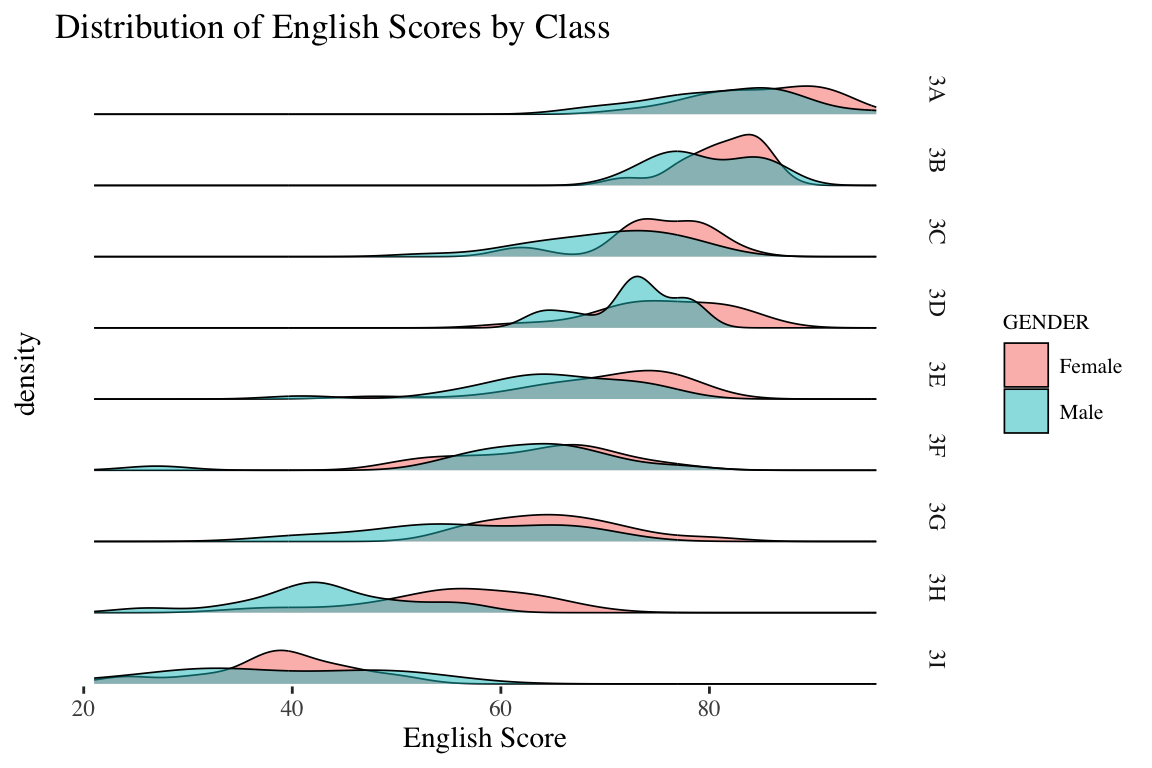 Distribution of English Scores by Class
3A
3B
3C
3D
3E
3F
3G
3H
3I
density
GENDER
Female
Male
20 40 60 80
English Score